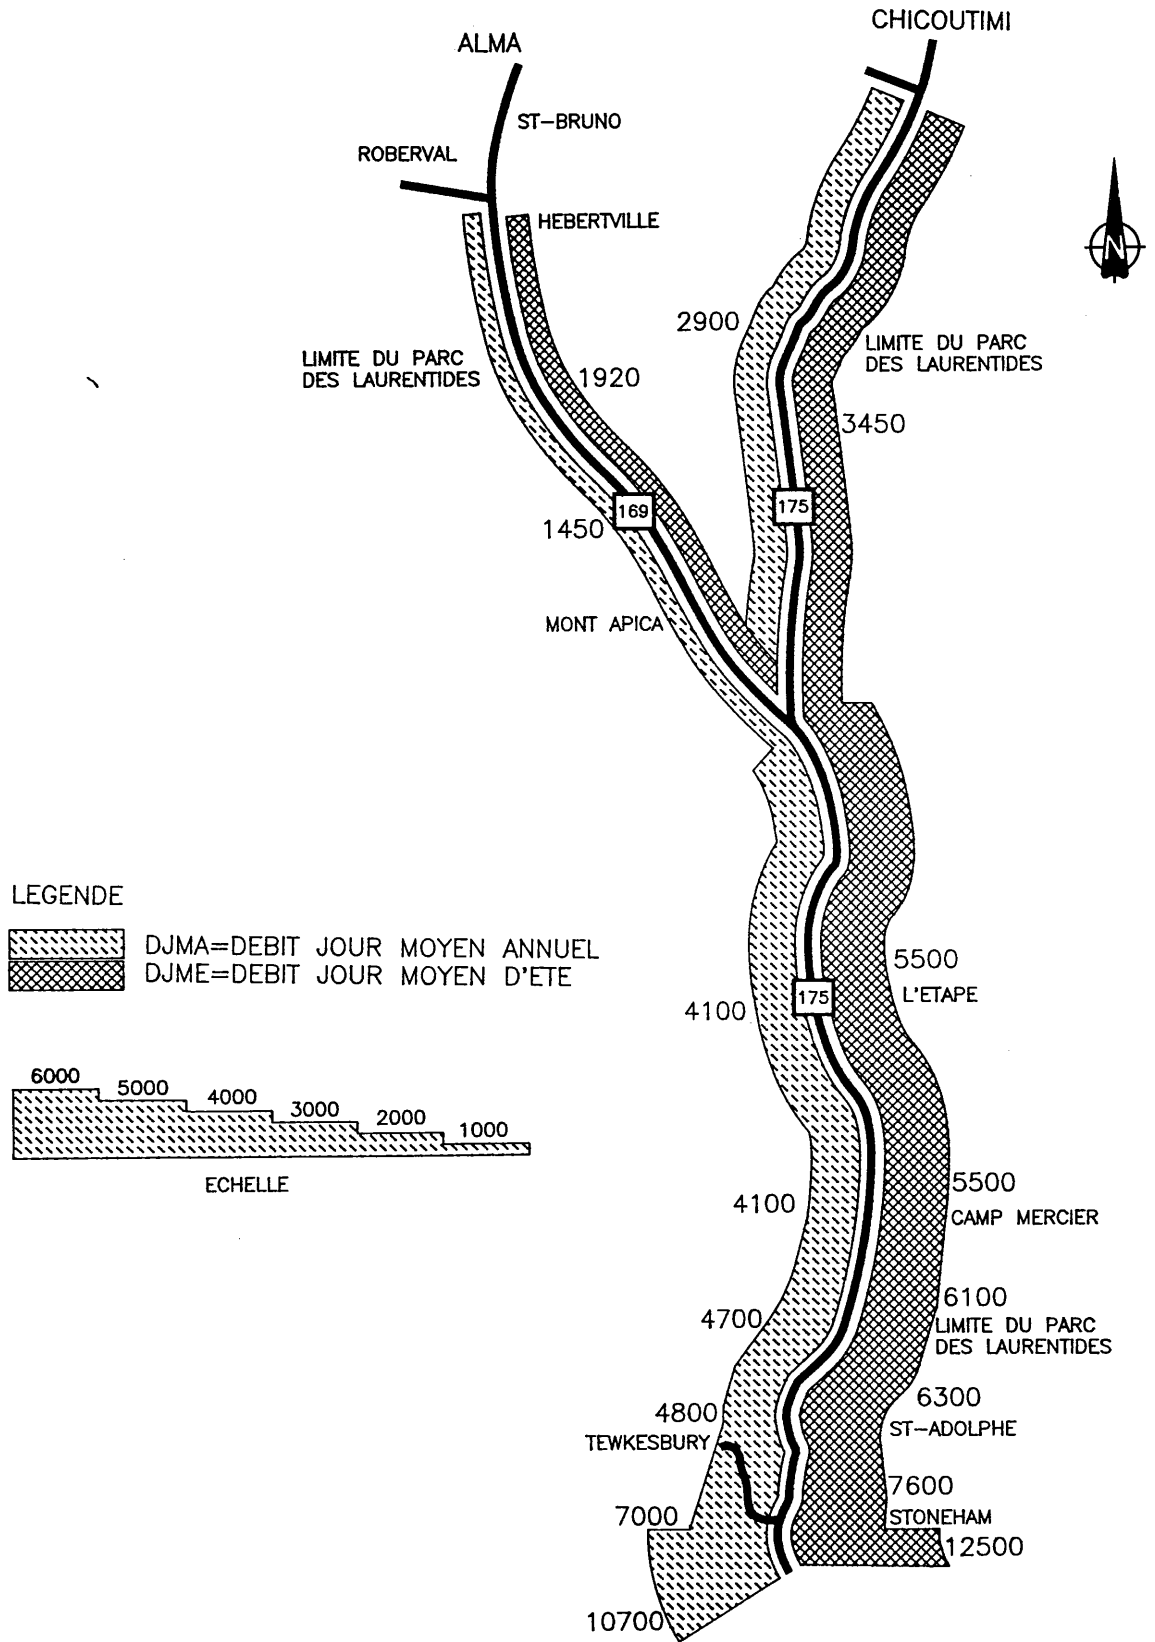 CHICOUTIMI
ALMA
ST-BRUNO
ROBERVAL
HEBERTVILLE
N
2900
LIMITE DU PARC
DES LAURENTIDES
LIMITE DU PARC
DES LAURENTIDES
1920
3450
169
175
1450
MONT APICA
LEGENDE
DJMA=DEBIT JOUR MOYEN ANNUEL
DJME=DEBIT JOUR MOYEN D'ETE
5500
L'ETAPE
175
4100
6000
5000
4000
3000
2000
1000
ECHELLE
5500
4100
CAMP MERCIER
6100
4700
LIMITE DU PARC
DES LAURENTIDES
6300
4800
ST-ADOLPHE
TEWKESBURY
7600
7000
STONEHAM
12500
10700